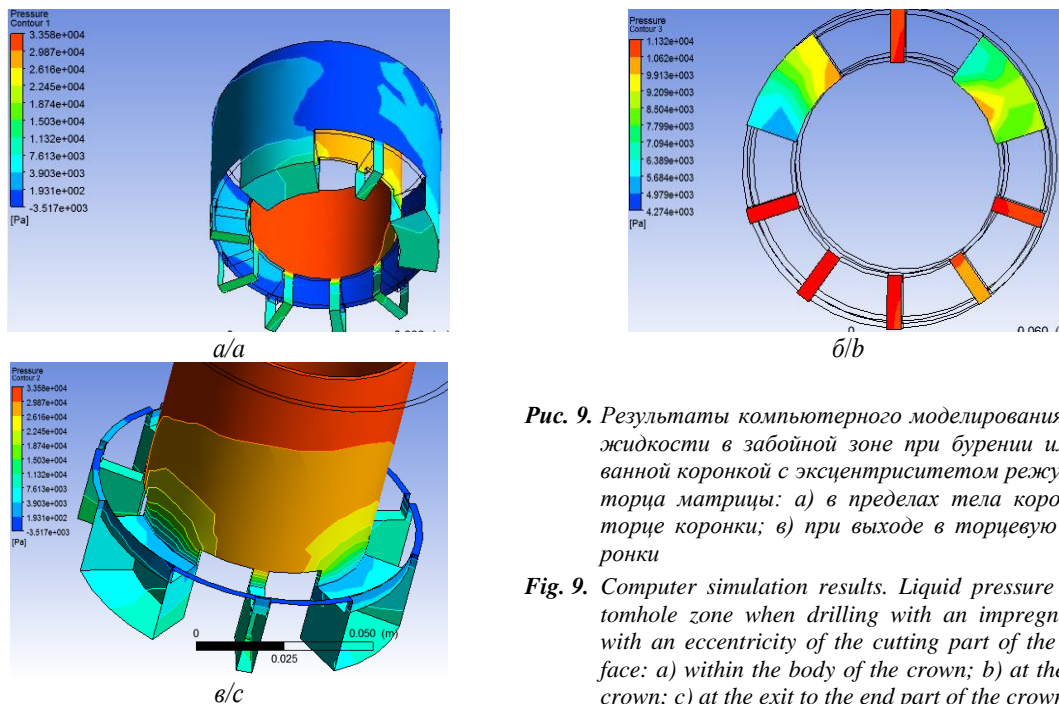 Pressure
Contour 1
3.358e+004
2.987e+004
2.616e+004
2.245e+004
1.874e+004
1.503e+004
1.132e+004
7.613e+003
3.903e+003
1.931e+002
-3.517e+003
[Pa]
a/a
Pressure
Contour 3
1.132e+004
1.062e+004
9.913e+003
9.209e+003
8.504e+003
7.799e+003
7.094e+003
6.389e+003
5.684e+003
4.979e+003
4.274e+003
[Pa]
0
0.060
б/b
Pressure
Contour 2
3.358e+004
2.987e+004
2.616e+004
2.245e+004
1.874e+004
1.503e+004
1.132e+004
7.613e+003
3.903e+003
1.931e+002
-3.517e+003
[Pa]
0
0.050 (m)
0.025
в/c
Рис. 9. Результаты компьютерного моделирования
жидкости в забойной зоне при бурении и
ванной коронкой с эксцентриситетом режу
торца матрицы: а) в пределах тела коро
торце коронки; в) при выходе в торцевую
ронки
Fig. 9. Computer simulation results. Liquid pressure
tomhole zone when drilling with an impregn
with an eccentricity of the cutting part of the
face: a) within the body of the crown; b) at the
crown; c) at the exit to the end part of the crown